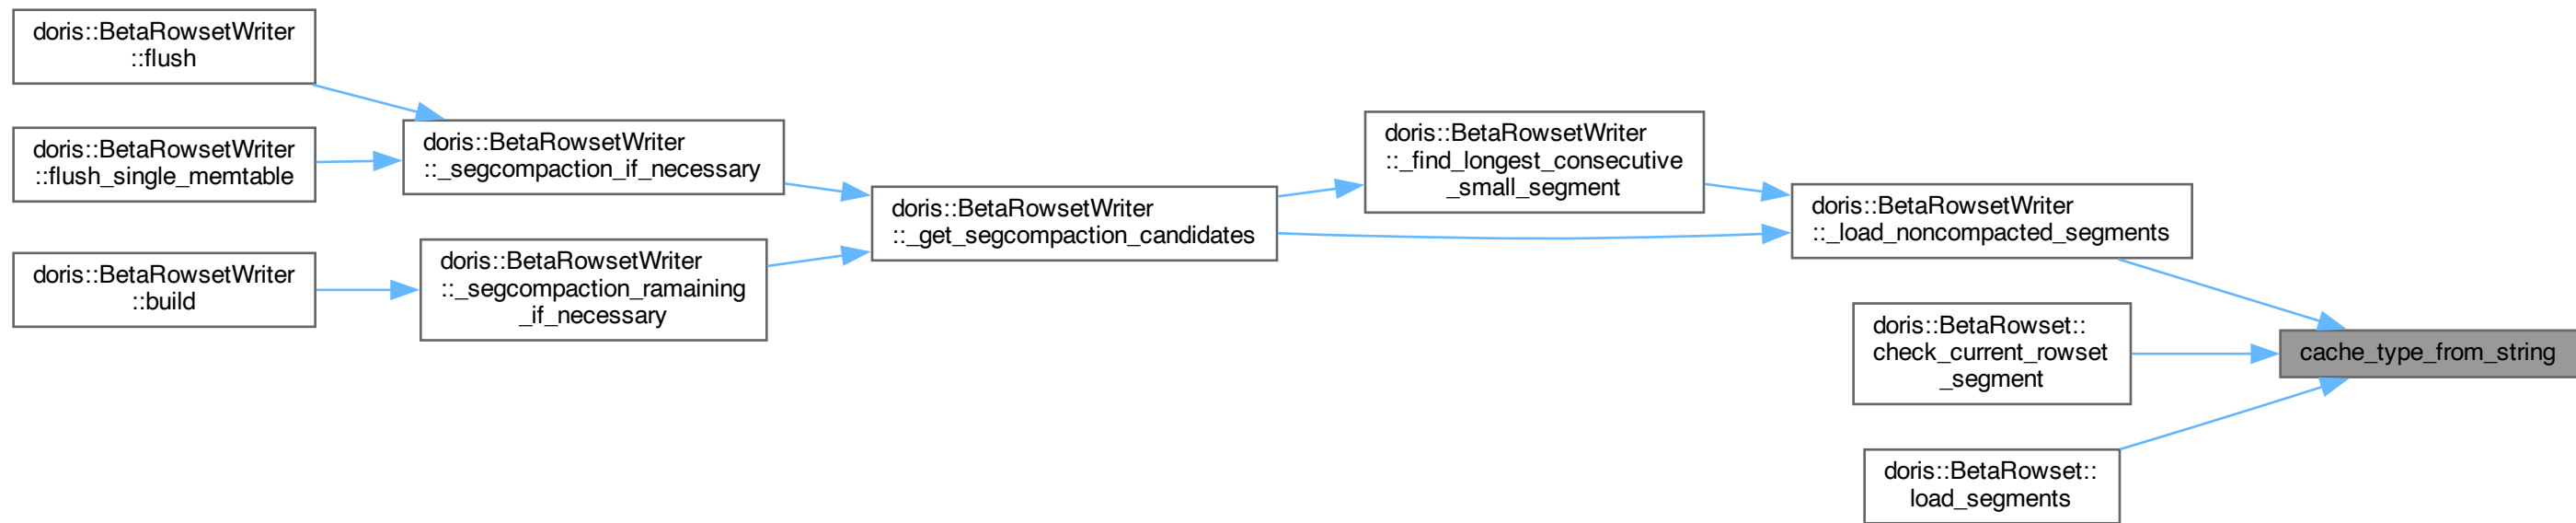 doris::BetaRowsetWriter
::flush
doris::BetaRowsetWriter
::flush_single_memtable
doris::BetaRowsetWriter
::build
doris::BetaRowsetWriter
::_segcompaction_if_necessary
doris::BetaRowsetWriter
::_segcompaction_ramaining
_if_necessary
doris::BetaRowsetWriter
::_get_segcompaction_candidates
doris::BetaRowsetWriter
::_find_longest_consecutive
_small_segment
doris::BetaRowsetWriter
::_load_noncompacted_segments
doris::BetaRowset::
check_current_rowset
_segment
doris::BetaRowset::
load_segments
cache_type_from_string